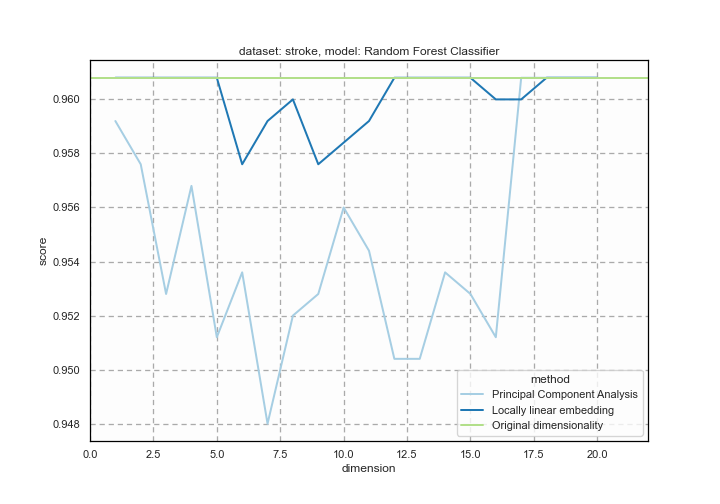 dataset: stroke, model: Random Forest Classifier
0.960
0.958
0.956
0.954
0.952
0.950
0.948
score
0.0 2.5 5.0 7.5 10.0 12.5 15.0 17.5 20.0
dimension
method
Principal Component Analysis
Locally linear embedding
Original dimensionality